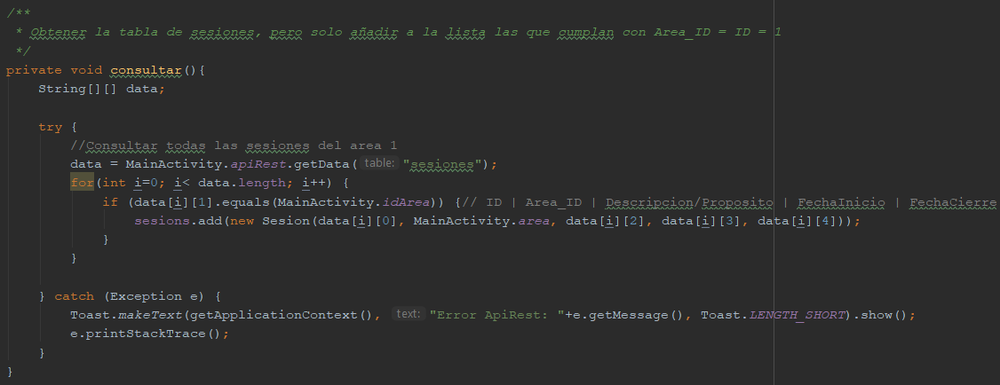 /**
 * Obtener la tabla de sesiones, pero solo añadir a la lista las que cumplan con Area_ID = ID = 1
 */
private void consultar(){
    String[][] data;
    try {
        //Consultar todas las sesiones del area 1
        data = MainActivity.apiRest.getData( table: "sesiones");
        for(int i=0; i< data.length; i++) {
            if (data[i][1].equals(MainActivity.idArea)) {// ID | Area_ID | Descripcion/Proposito | FechaInicio | FechaCierre
                sesions.add(new Sesion(data[i][0], MainActivity.area, data[i][2], data[i][3], data[i][4]));
            }
        }
    } catch (Exception e) {
        Toast.makeText(getApplicationContext(), text: "Error ApiRest: "+e.getMessage(), Toast.LENGTH_SHORT).show();
        e.printStackTrace();
    }
}